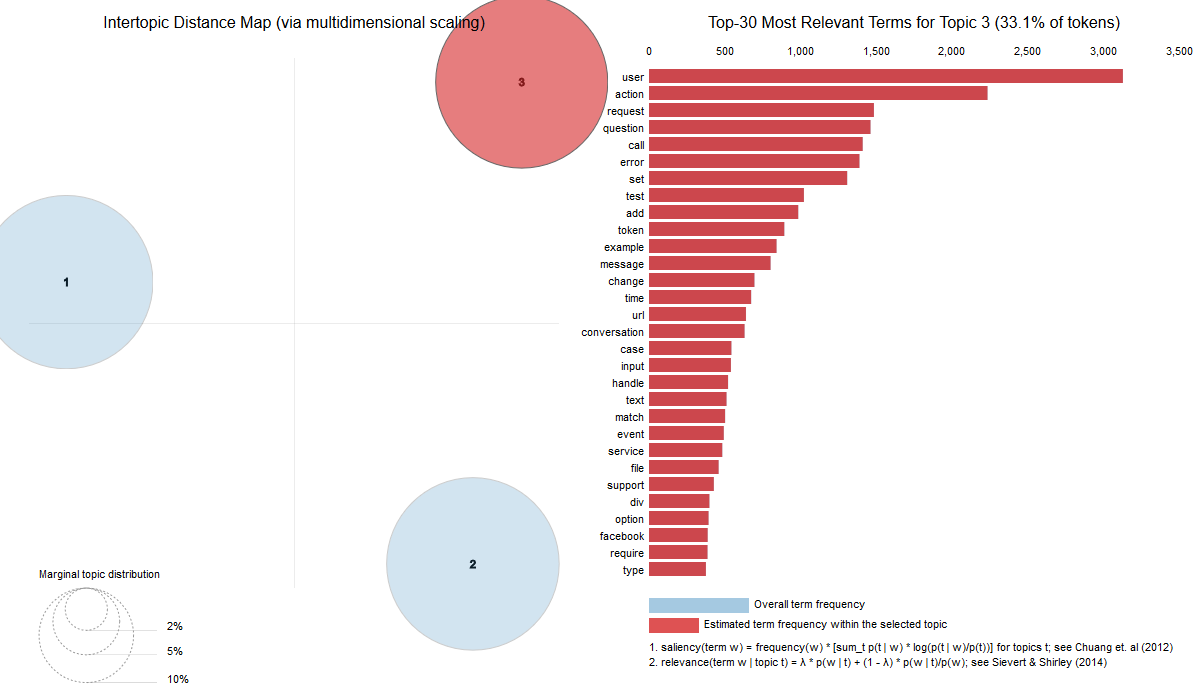 Intertopic Distance Map (via multidimensional scaling)
3
1
2
Marginal topic distribution
2%
5%
10%
Top-30 Most Relevant Terms for Topic 3 (33.1% of tokens)
0 500 1,000 1,500 2,000 2,500 3,000 3,500
user
action
request
question
call
error
set
test
add
token
example
message
change
time
url
conversation
case
input
handle
text
match
event
service
file
support
div
option
facebook
require
type
Overall term frequency
Estimated term frequency within the selected topic
1. saliency(term w) = frequency(w) * [sum_t p(t | w) * log(p(t | w)/p(t))] for topics t; see Chuang et. al (2012)
2. relevance(term w | topic t) = λ * p(w | t) + (1 - λ) * p(w | t)/p(w); see Sievert & Shirley (2014)